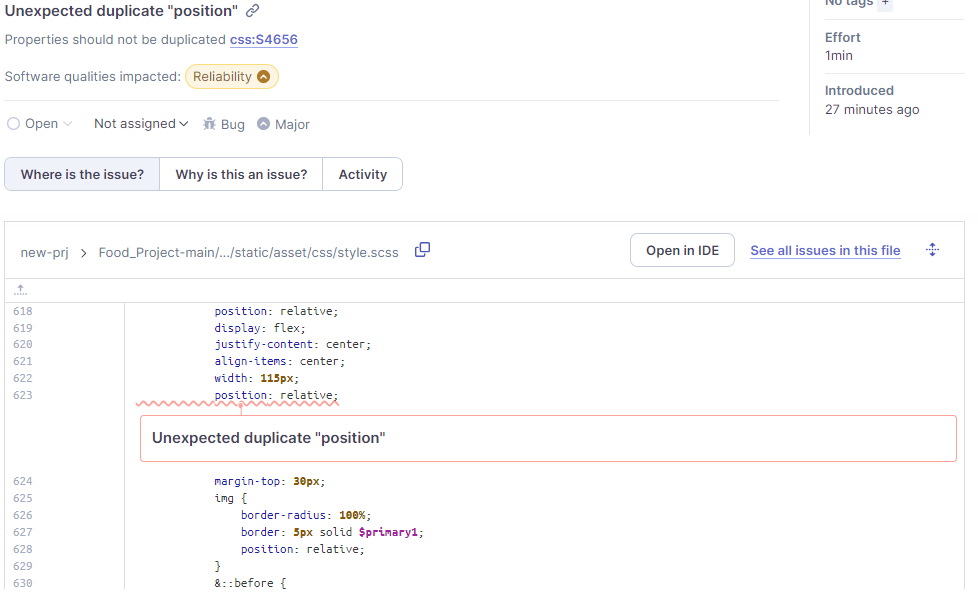 Unexpected duplicate "position"
Properties should not be duplicated css:S4656
Software qualities impacted: Reliability
Open Not assigned Bug Major
Where is the issue? Why is this an issue? Activity
No tags +
Effort
1min
Introduced
27 minutes ago
new-prj > Food_Project-main/.../static/asset/css/style.scss Open in IDE See all issues in this file
618 position: relative;
619 display: flex;
620 justify-content: center;
621 align-items: center;
622 width: 115px;
623 position: relative;
Unexpected duplicate "position"
624 margin-top: 30px;
625 img {
626 border-radius: 100%;
627 border: 5px solid $primary1;
628 position: relative;
629 }
630 &::before {